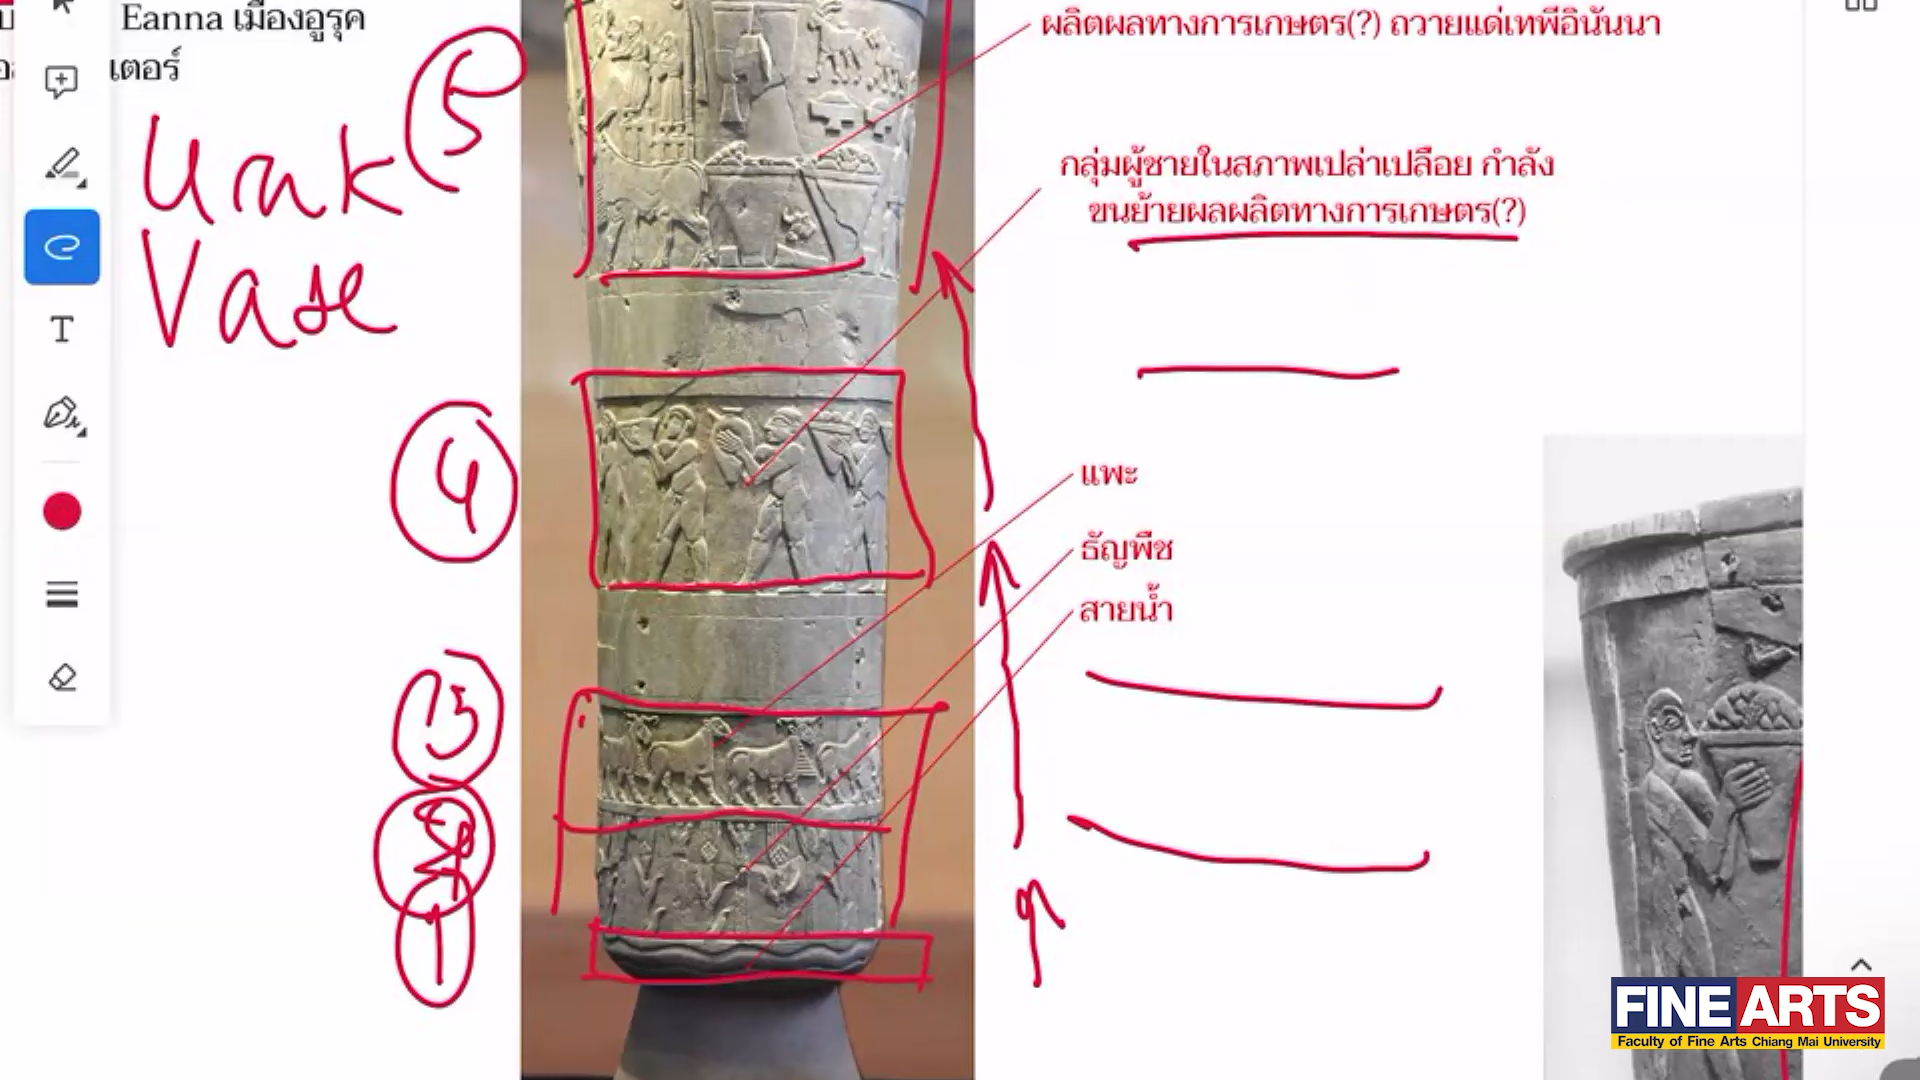 Eanna เมืองอูรุค
เตอร์
Uruk
Vase
5
4
ผลิตผลทางการเกษตร(?) ถวายแด่เทพีอินันนา
กลุ่มผู้ชายในสภาพเปล่าเปลือย กำลัง
ขนย้ายผลผลิตทางการเกษตร(?)
แพะ
ธัญพืช
สายน้ำ
1
T
FINE ARTS
Faculty of Fine Arts Chiang Mai University